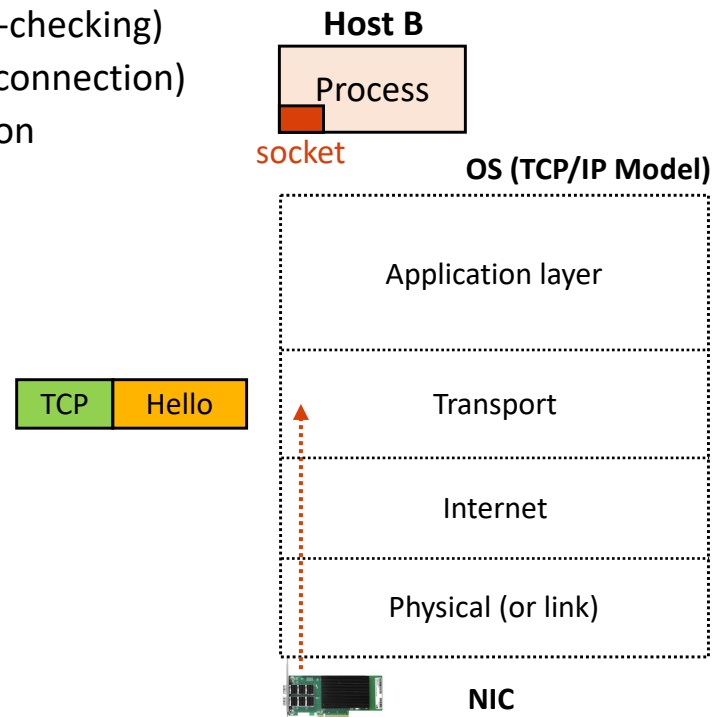 -checking)
connection)
on
Host B
Process
socket
OS (TCP/IP Model)
Application layer
TCP Hello
Transport
Internet
Physical (or link)
NIC